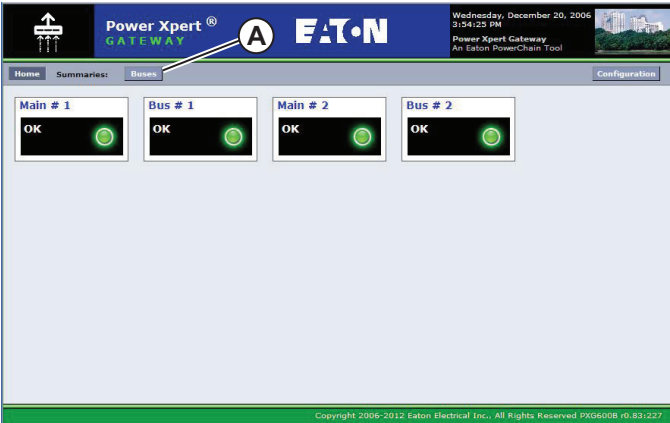 Power Xpert ®
GATEWAY
A
EATON
Wednesday, December 20, 2006
3:54:25 PM
Power Xpert Gateway
An Eaton PowerChain Tool
Home Summaries: Buses Configuration
Main # 1 Bus # 1 Main # 2 Bus # 2
OK OK OK OK
Copyright 2006-2012 Eaton Electrical Inc., All Rights Reserved PXG600B r0.83:227